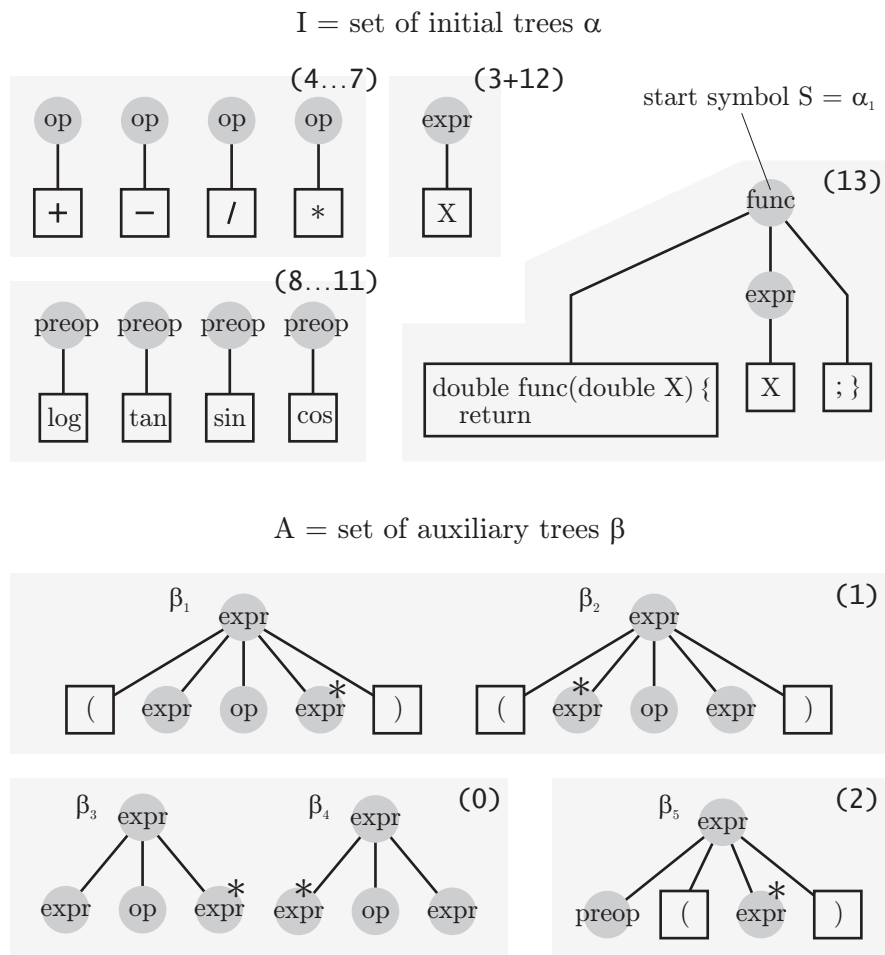 I = set of initial trees α
(4...7)
(3+12)
start symbol S = α₁
op op op op
expr
+ − / *
X
(13)
func
(8...11)
preop preop preop preop
expr
log tan sin cos
double func(double X) {
return
X
; }
A = set of auxiliary trees β
(1)
β₁
expr
β₂
expr
( expr op expr* )
( expr* op expr )
(0)
β₃
expr
β₄
expr
expr op expr*
expr* op expr
(2)
β₅
expr
preop ( expr* )